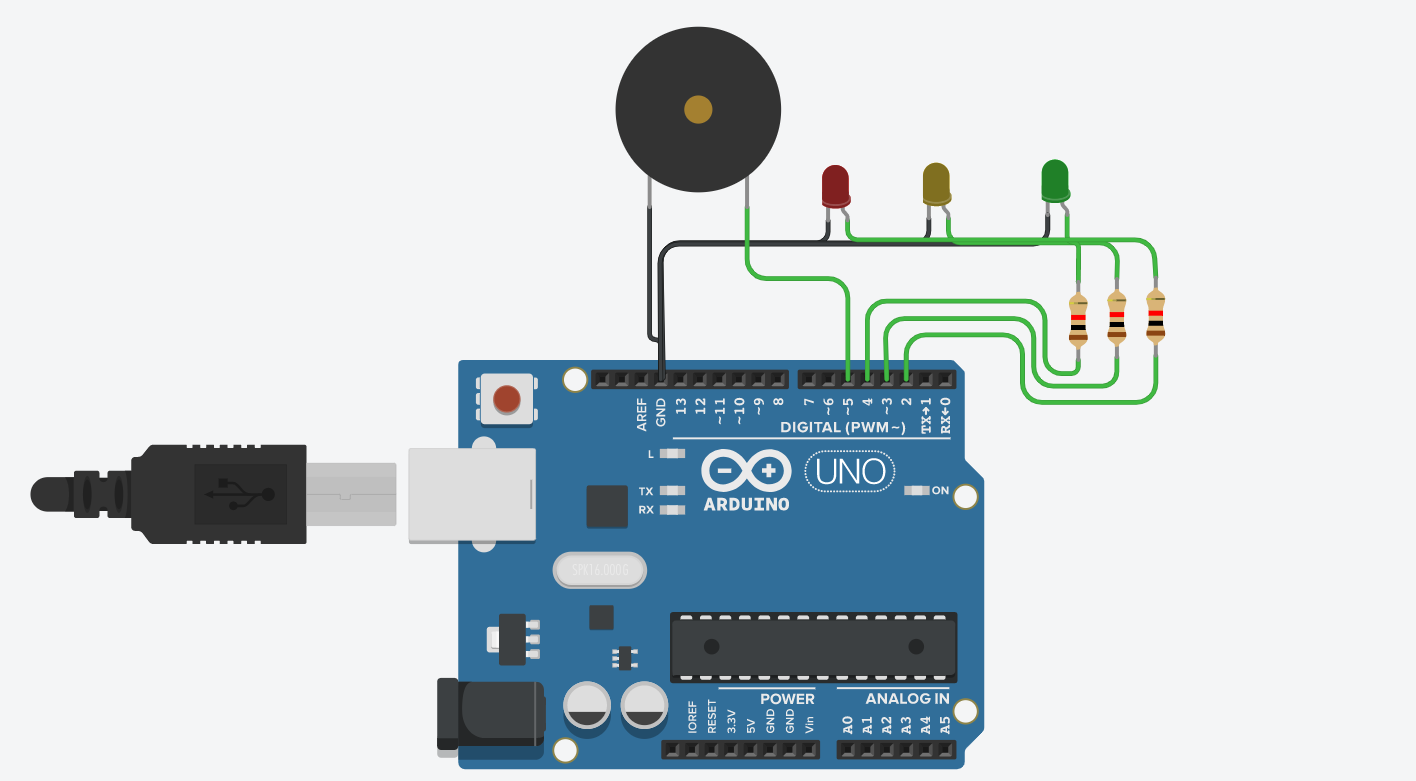 AREF
GND
13
12
~11
~10
~9
8
7
~6
~5
4
~3
2
TX→1
RX←0
DIGITAL (PWM~)
L
TX
RX
ARDUINO
UNO
ON
SPK16.000G
POWER
ANALOG IN
IOREF
RESET
3.3V
5V
GND
GND
Vin
A0
A1
A2
A3
A4
A5